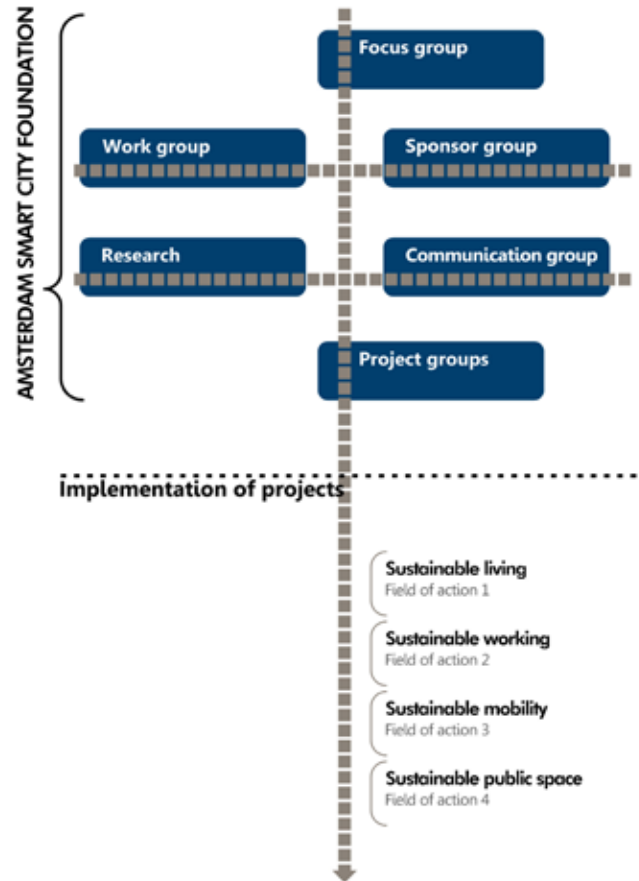 AMSTERDAM SMART CITY FOUNDATION
Focus group
Work group
Sponsor group
Research
Communication group
Project groups
Implementation of projects
Sustainable living
Field of action 1
Sustainable working
Field of action 2
Sustainable mobility
Field of action 3
Sustainable public space
Field of action 4